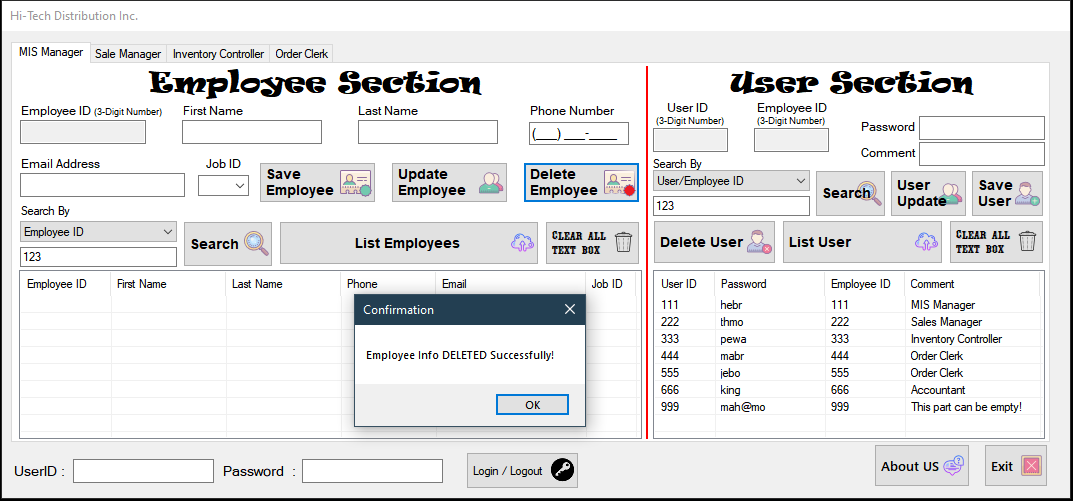 Hi-Tech Distribution Inc.
MIS Manager Sale Manager Inventory Controller Order Clerk
Employee Section
Employee ID (3-Digit Number) First Name Last Name Phone Number
(___) ___-____
Email Address Job ID
Save Employee Update Employee Delete Employee
Search By
Employee ID
123
Search List Employees CLEAR ALL TEXT BOX
Employee ID First Name Last Name Phone Email Job ID
Confirmation
Employee Info DELETED Successfully!
OK
User Section
User ID (3-Digit Number) Employee ID (3-Digit Number) Password
Comment
Search By
User/Employee ID
123
Search User Update Save User
Delete User List User CLEAR ALL TEXT BOX
User ID Password Employee ID Comment
111 hebr 111 MIS Manager
222 thmo 222 Sales Manager
333 pewa 333 Inventory Controller
444 mabr 444 Order Clerk
555 jebo 555 Order Clerk
666 king 666 Accountant
999 mah@mo 999 This part can be empty!
UserID : Password : Login / Logout About US Exit